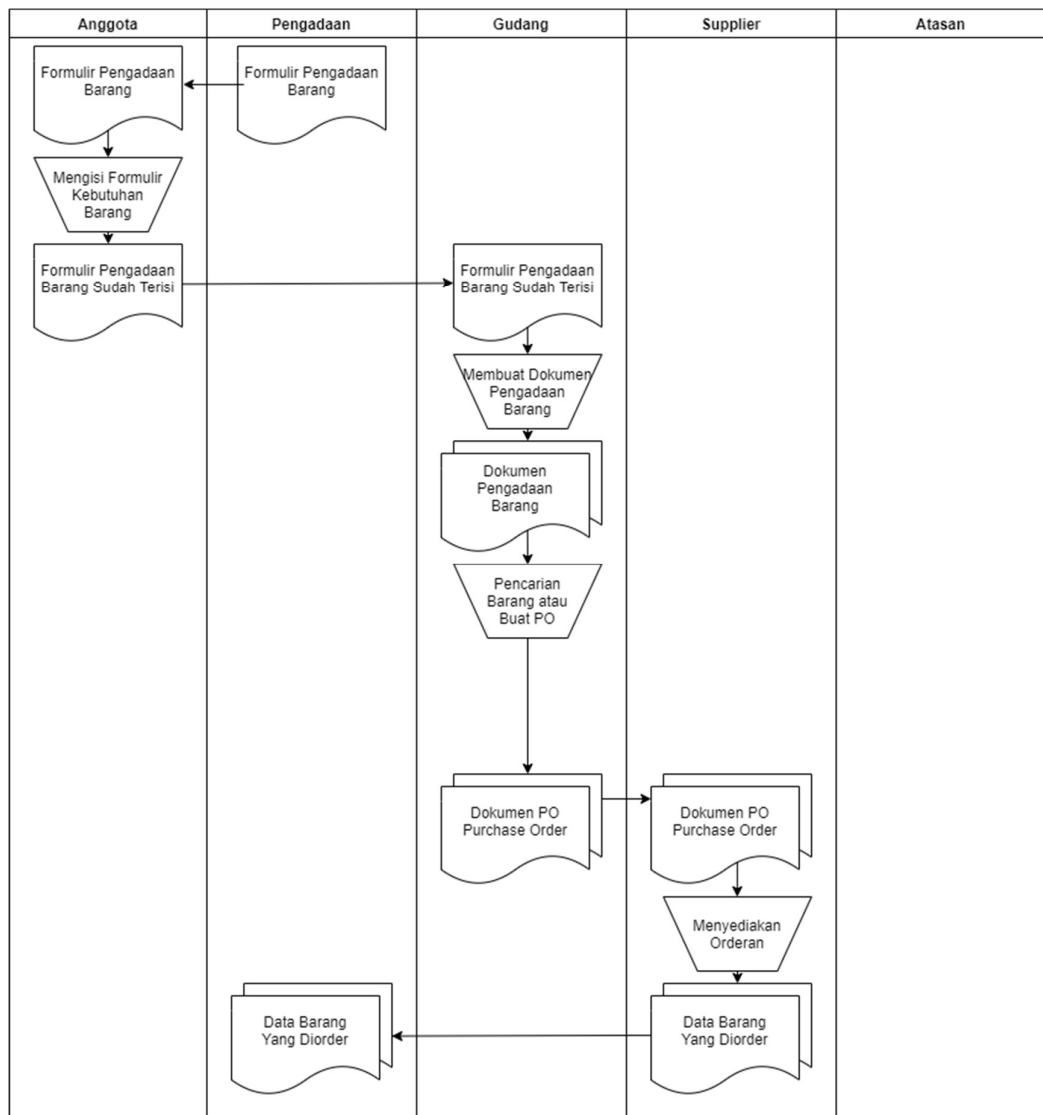 Anggota
Pengadaan
Gudang
Supplier
Atasan
Formulir Pengadaan
Barang
Formulir Pengadaan
Barang
Mengisi Formulir
Kebutuhan
Barang
Formulir Pengadaan
Barang Sudah Terisi
Formulir Pengadaan
Barang Sudah Terisi
Membuat Dokumen
Pengadaan
Barang
Dokumen
Pengadaan
Barang
Pencarian
Barang atau
Buat PO
Dokumen PO
Purchase Order
Dokumen PO
Purchase Order
Menyediakan
Orderan
Data Barang
Yang Diorder
Data Barang
Yang Diorder